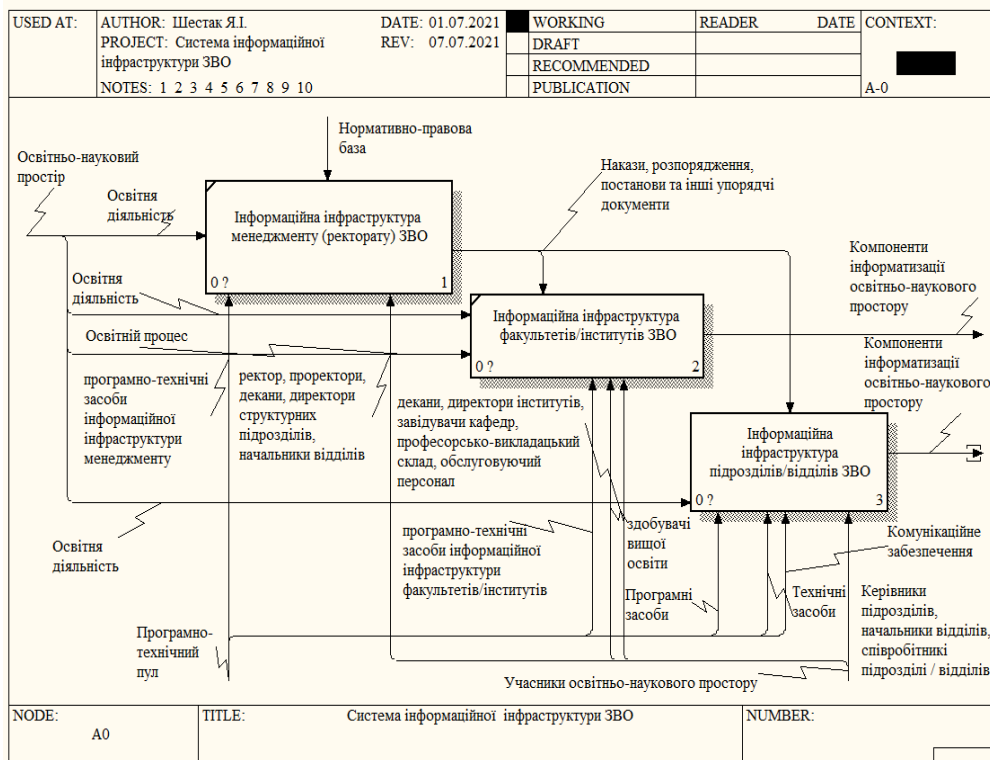 USED AT:
AUTHOR: Шестак Я.І.
DATE: 01.07.2021
PROJECT: Система інформаційної
інфраструктури ЗВО
REV: 07.07.2021
NOTES: 1 2 3 4 5 6 7 8 9 10
WORKING
DRAFT
RECOMMENDED
PUBLICATION
READER
DATE
CONTEXT:
A-0
Нормативно-правова
база
Освітньо-науковий
простір
Освітня
діяльність
Накази, розпорядження,
постанови та інші упорядчі
документи
Інформаційна інфраструктура
менеджменту (ректорату) ЗВО
0 ?
1
Компоненти
інформатизації
освітньо-наукового
простору
Освітня
діяльність
Інформаційна інфраструктура
факультетів/інститутів ЗВО
0 ?
2
Освітній процес
Компоненти
інформатизації
освітньо-наукового
простору
програмно-технічні
засоби
інформаційної
інфраструктури
менеджменту
ректор, проректори,
декани, директори
структурних
підрозділів,
начальники відділів
декани, директори інститутів,
завідувачи кафедр,
професорсько-викладацький
склад, обслуговуючий
персонал
Інформаційна
інфраструктура
підрозділів/відділів ЗВО
0 ?
3
Освітня
діяльність
програмно-технічні
засоби інформаційної
інфраструктури
факультетів/інститутів
здобувачі
вищої
освіти
Комунікаційне
забезпечення
Програмні
засоби
Технічні
засоби
Керівники
підрозділів,
начальники відділів,
співробітникі
підрозділі / відділів
Програмно-
технічний
пул
Учасники освітньо-наукового простору
NODE:
A0
TITLE:
Система інформаційної інфраструктури ЗВО
NUMBER: